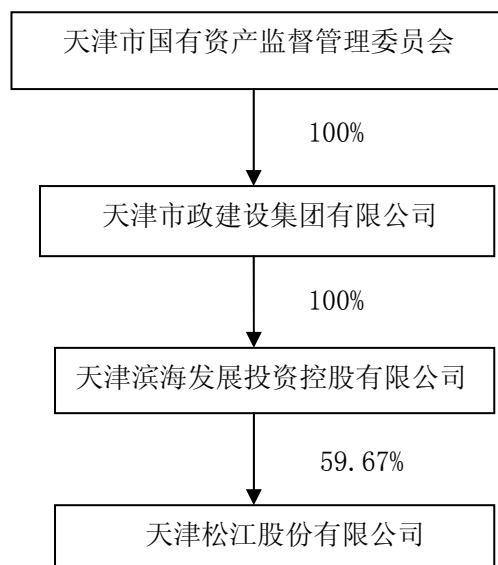 天津市国有资产监督管理委员会
100%
天津市政建设集团有限公司
100%
天津滨海发展投资控股有限公司
59.67%
天津松江股份有限公司